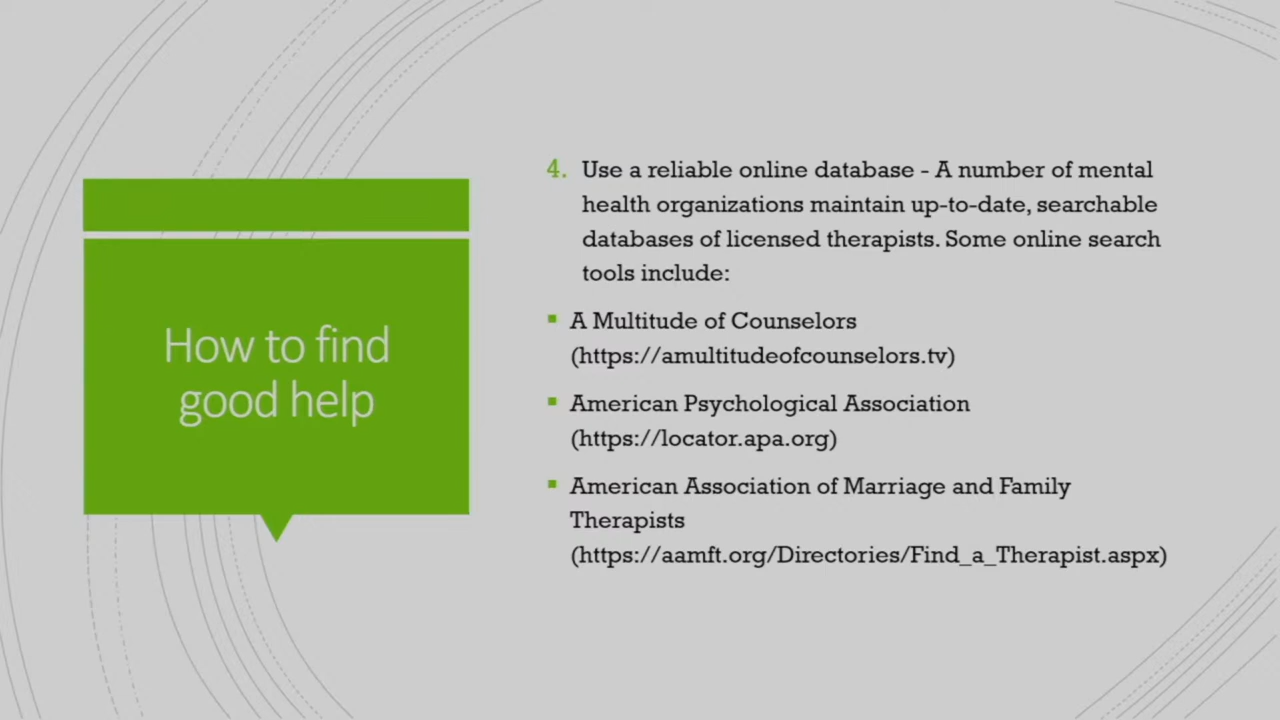 How to find
good help
4. Use a reliable online database - A number of mental
health organizations maintain up-to-date, searchable
databases of licensed therapists. Some online search
tools include:
▪ A Multitude of Counselors
(https://amultitudeofcounselors.tv)
▪ American Psychological Association
(https://locator.apa.org)
▪ American Association of Marriage and Family
Therapists
(https://aamft.org/Directories/Find_a_Therapist.aspx)